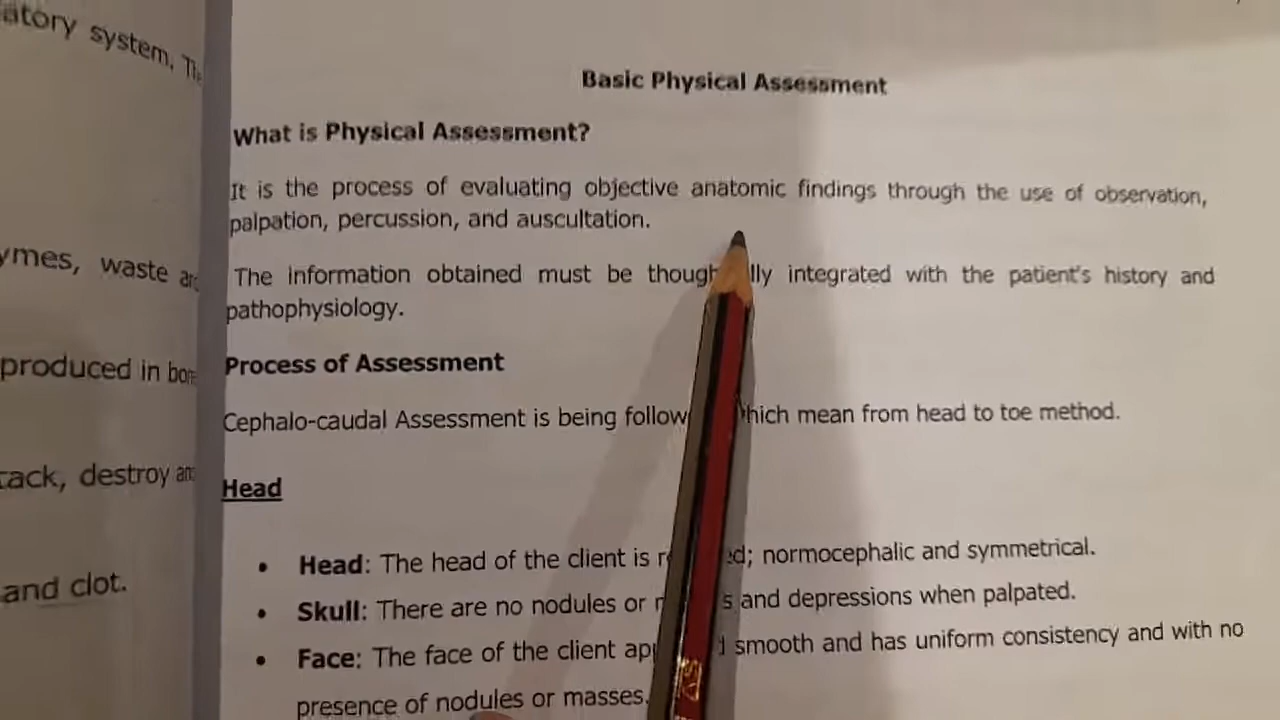 atory system. The
ymes, waste
produced in
tack, destroy
and clot.
Basic Physical Assessment
What is Physical Assessment?
It is the process of evaluating objective anatomic findings through the use of observation,
palpation, percussion, and auscultation.
The information obtained must be though lly integrated with the patient's history and
pathophysiology.
Process of Assessment
Cephalo-caudal Assessment is being follow hich mean from head to toe method.
Head
• Head: The head of the client is r ed; normocephalic and symmetrical.
• Skull: There are no nodules or s and depressions when palpated.
• Face: The face of the client ap d smooth and has uniform consistency and with no
presence of nodules or masses.